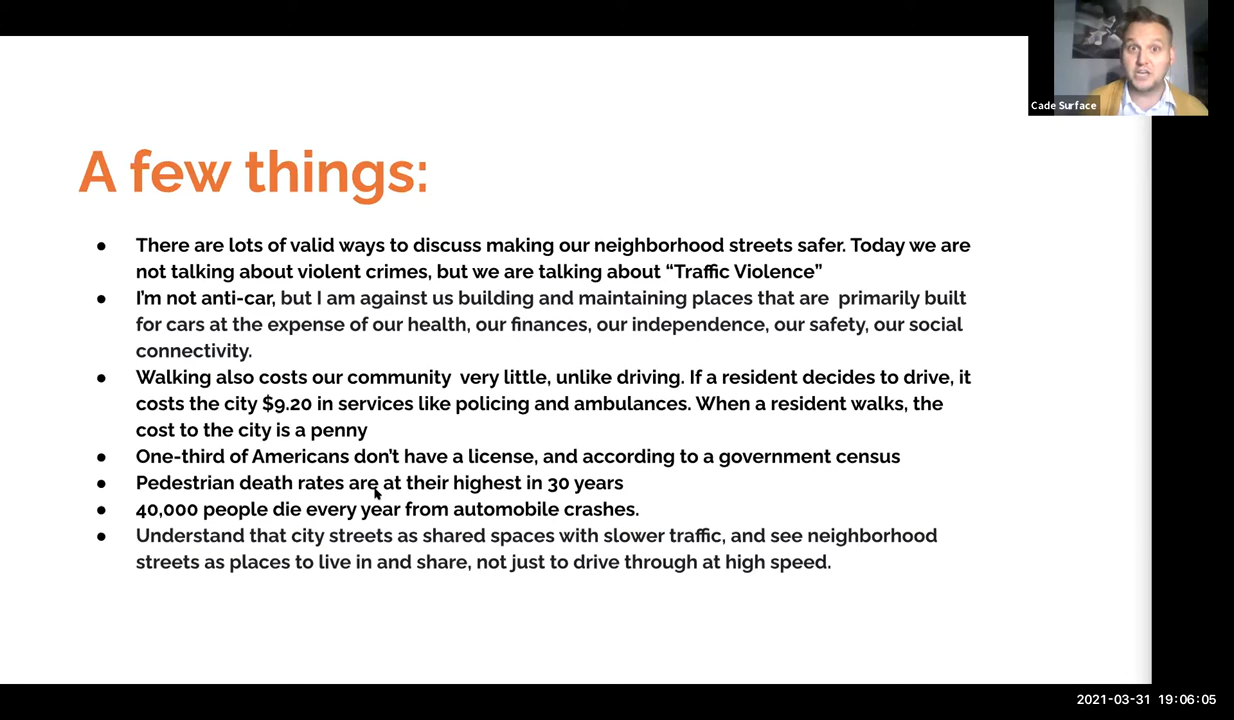 Cade Surface
A few things:
● There are lots of valid ways to discuss making our neighborhood streets safer. Today we are
not talking about violent crimes, but we are talking about “Traffic Violence”
● I’m not anti-car, but I am against us building and maintaining places that are  primarily built
for cars at the expense of our health, our finances, our independence, our safety, our social
connectivity.
● Walking also costs our community  very little, unlike driving. If a resident decides to drive, it
costs the city $9.20 in services like policing and ambulances. When a resident walks, the
cost to the city is a penny
● One-third of Americans don’t have a license, and according to a government census
● Pedestrian death rates are at their highest in 30 years
● 40,000 people die every year from automobile crashes.
● Understand that city streets as shared spaces with slower traffic, and see neighborhood
streets as places to live in and share, not just to drive through at high speed.
2021-03-31 19:06:05